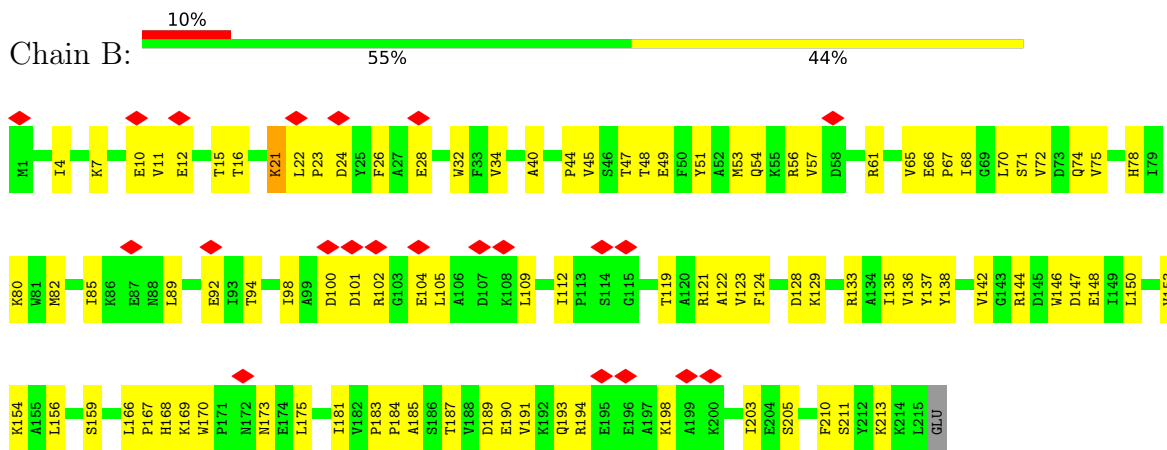 10%
Chain B:
55% 44%
M1 I4 K7 E10 V11 E12 T15 T16 K21 L22 P23 D24 Y25 F26 A27 E28 W32 F33 V34 A40 P44 V45 S46 T47 T48 E49 F50 Y51 A52 M53 Q54 K55 R56 V57 D58 R61 V65 E66 P67 I68 G69 L70 S71 V72 D73 Q74 V75 H78 I79
K80 W81 M82 I85 K86 E87 N88 L89 E92 I93 T94 I98 A99 D100 D101 R102 G103 E104 L105 A106 D107 K108 L109 I112 P113 S114 G115 T119 A120 R121 A122 V123 F124 D128 K129 R133 A134 I135 V136 Y137 Y138 V142 G143 R144 D145 W146 D147 E148 I149 L150
K154 A155 L156 S159 L166 P167 H168 K169 W170 P171 N172 N173 E174 L175 I181 V182 P183 P184 A185 S186 T187 V188 D189 E190 V191 K192 Q193 R194 E195 E196 A197 K198 A199 K200 I203 E204 S205 F210 S211 Y212 K213 K214 L215 GLU